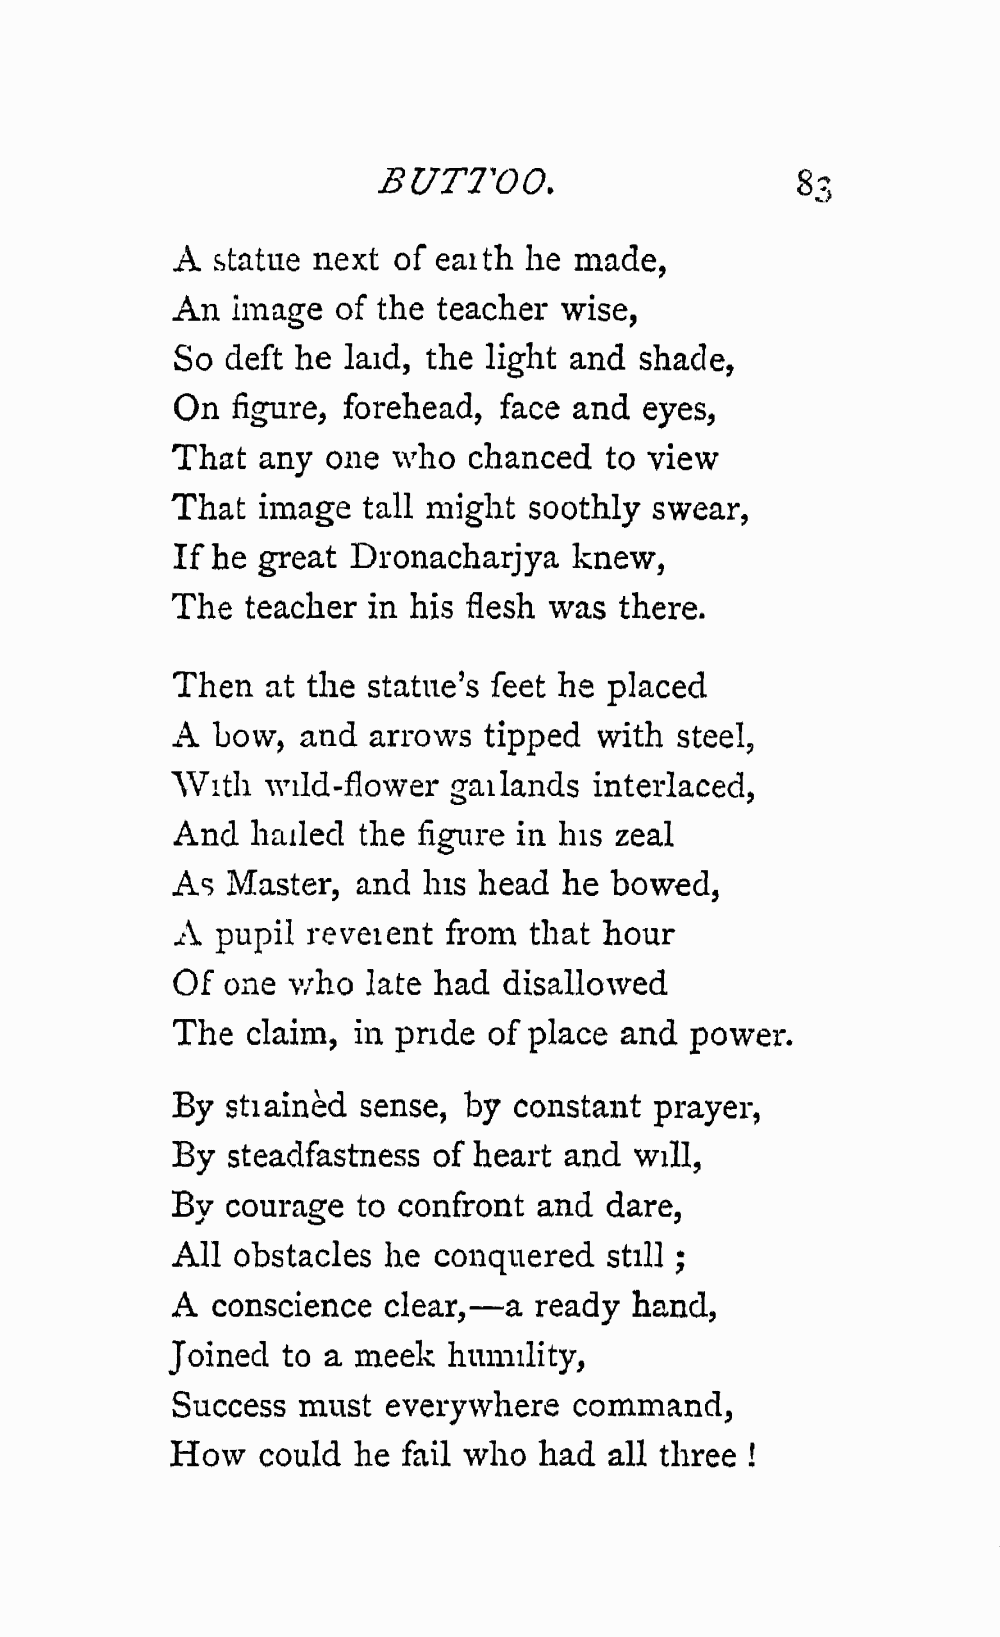 BUTTOO. 83
A statue next of earth he made,
An image of the teacher wise,
So deft he laid, the light and shade,
On figure, forehead, face and eyes,
That any one who chanced to view
That image tall might soothly swear,
If he great Dronacharjya knew,
The teacher in his flesh was there.
Then at the statue's feet he placed
A bow, and arrows tipped with steel,
With wild-flower garlands interlaced,
And hailed the figure in his zeal
As Master, and his head he bowed,
A pupil reverent from that hour
Of one who late had disallowed
The claim, in pride of place and power.
By strainèd sense, by constant prayer,
By steadfastness of heart and will,
By courage to confront and dare,
All obstacles he conquered still ;
A conscience clear,—a ready hand,
Joined to a meek humility,
Success must everywhere command,
How could he fail who had all three !